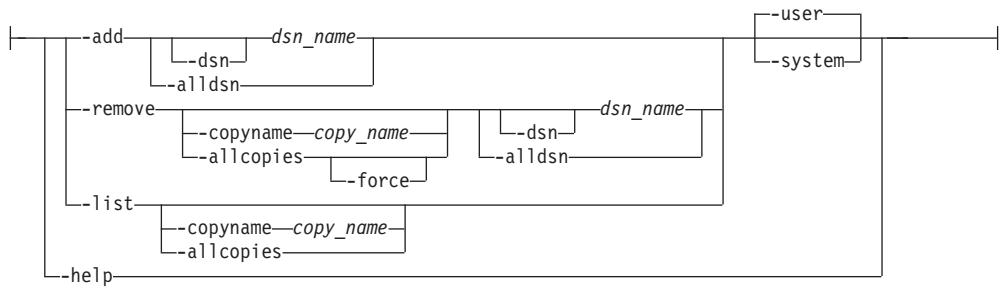 -user
-add dsn_name
-dsn -system
-alldsn
-remove dsn_name
-copyname copy_name -dsn
-allcopies -alldsn
-force
-list
-copyname copy_name
-allcopies
-help